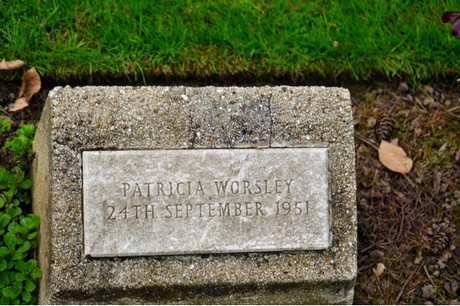 PATRICIA WORSLEY
24TH SEPTEMBER 1951